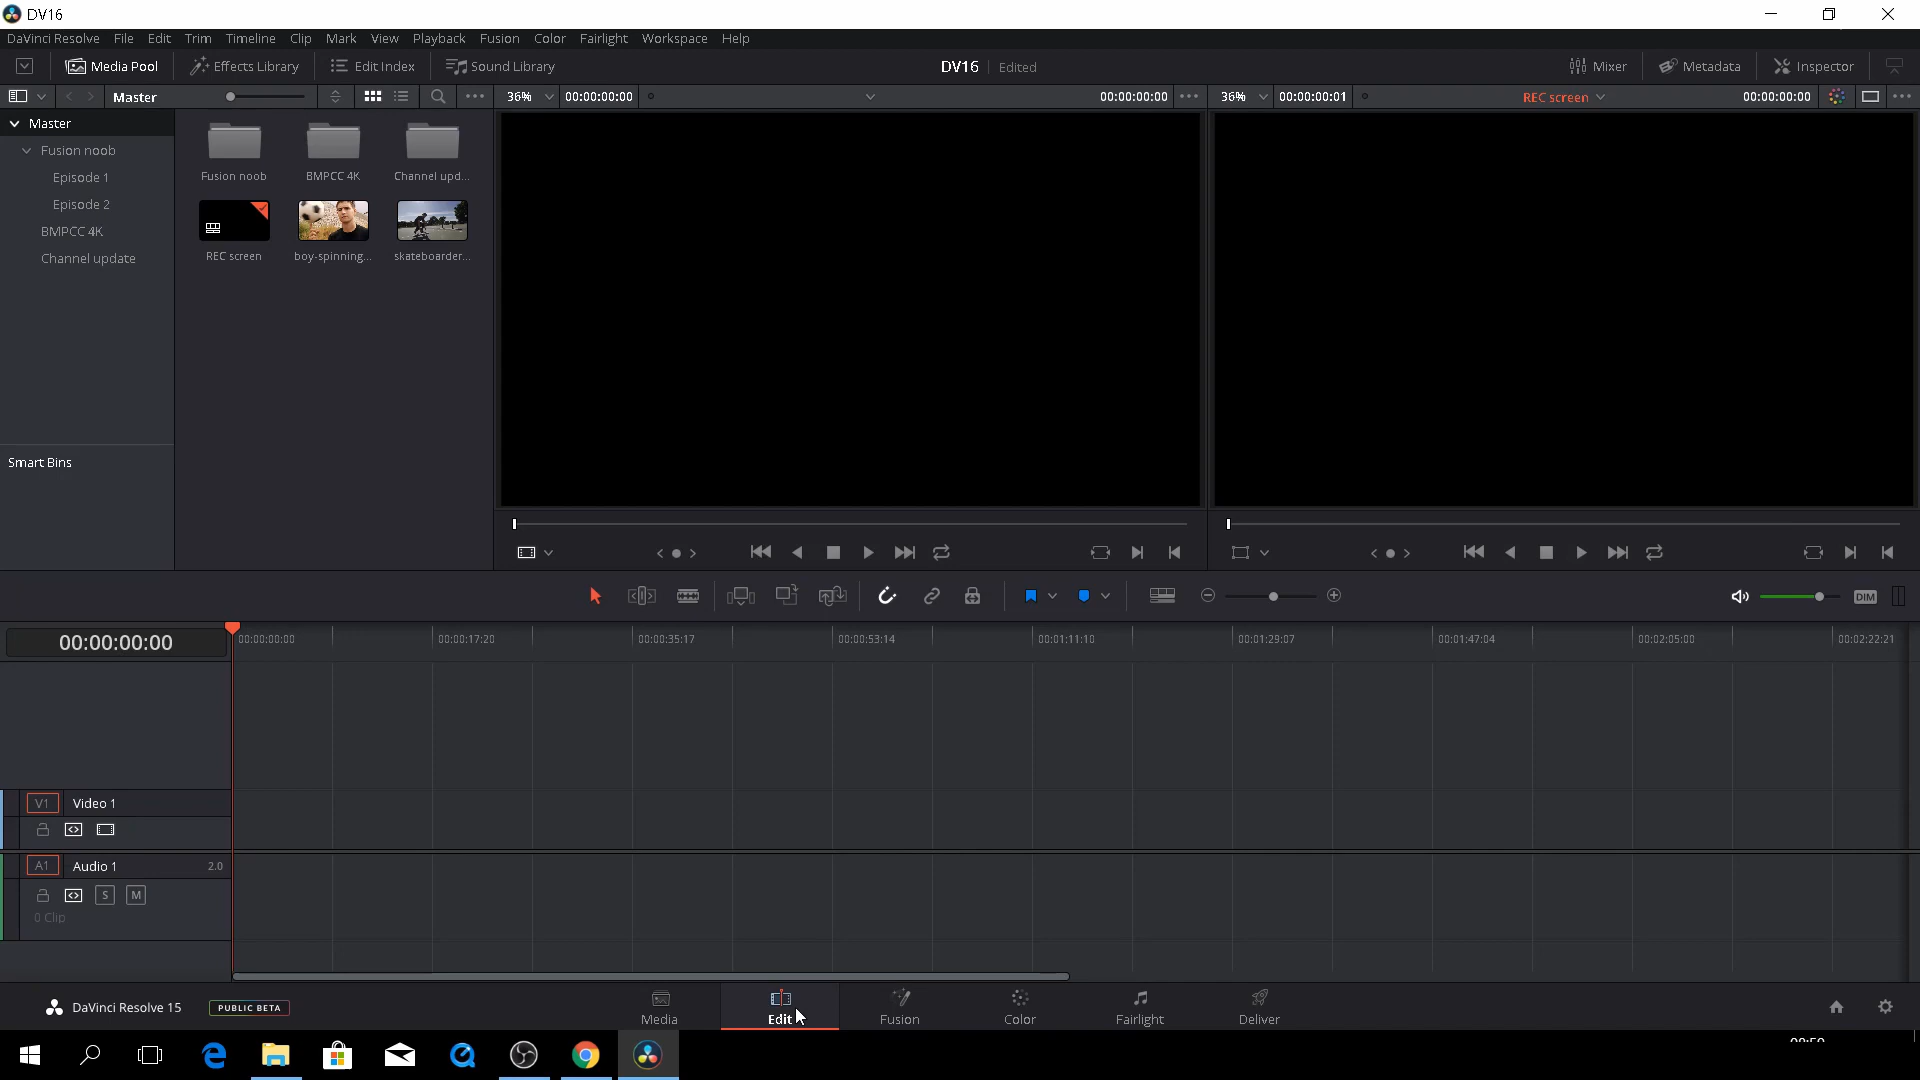 DV16
DaVinci Resolve File Edit Trim Timeline Clip Mark View Playback Fusion Color Fairlight Workspace Help
Media Pool Effects Library Edit Index Sound Library DV16 Edited Mixer Metadata Inspector
Master 36% 00:00:00:00 00:00:00:00 36% 00:00:00:01 REC screen 00:00:00:00
Master
Fusion noob
Episode 1
Episode 2
BMPCC 4K
Channel update
Fusion noob BMPCC 4K Channel upd...
REC screen boy-spinning... skateboarder...
Smart Bins
DIM
00:00:00:00
00:00:00:00 00:00:17:20 00:00:35:17 00:00:53:14 00:01:11:10 00:01:29:07 00:01:47:04 00:02:05:00 00:02:22:21
V1 Video 1
A1 Audio 1 2.0
S M
0 Clip
DaVinci Resolve 15 PUBLIC BETA
Media Edit Fusion Color Fairlight Deliver